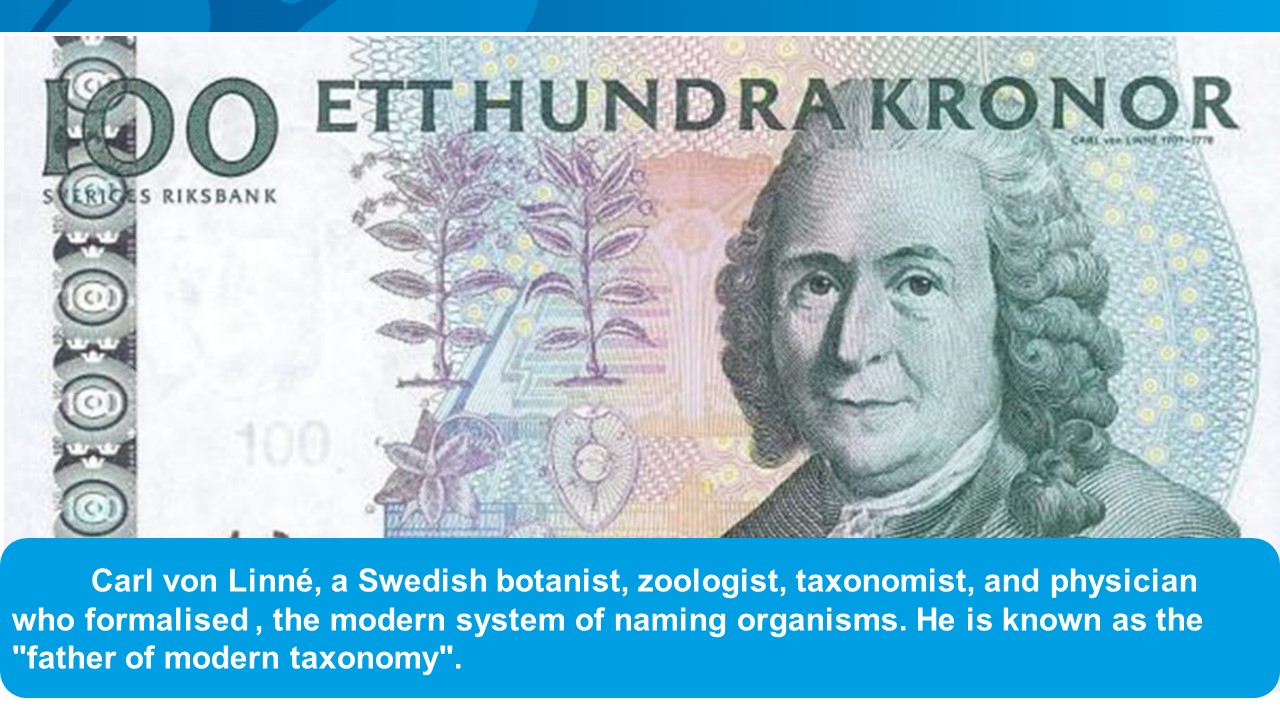 100 ETT HUNDRA KRONOR
CARL von LINNÉ 1707–1778
SVERIGES RIKSBANK
100
Carl von Linné, a Swedish botanist, zoologist, taxonomist, and physician
who formalised , the modern system of naming organisms. He is known as the
"father of modern taxonomy".